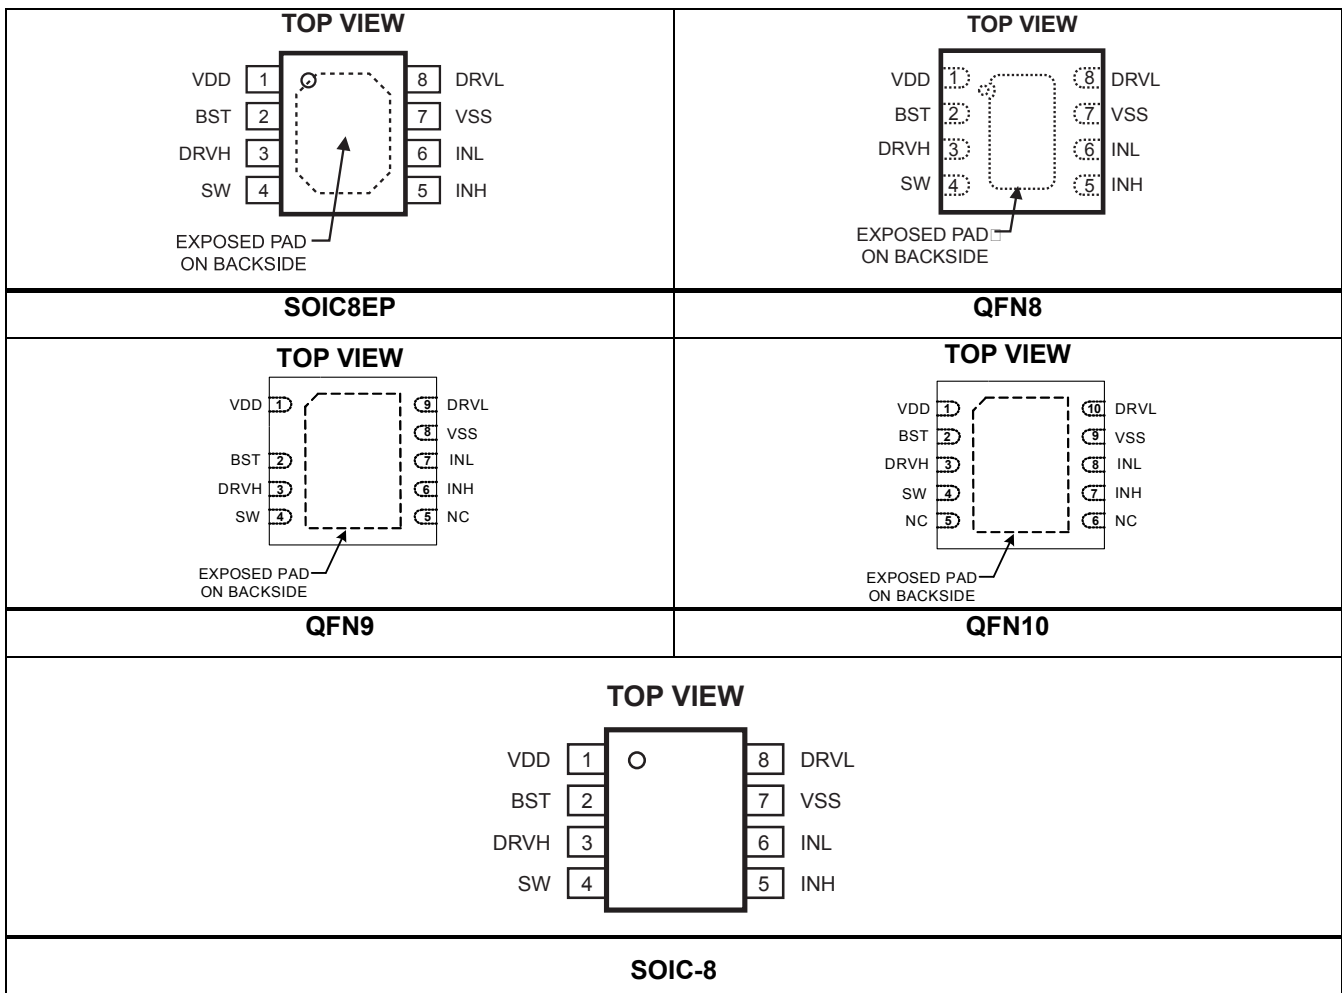 TOP VIEW
VDD 1 8 DRVL
BST 2 7 VSS
DRVH 3 6 INL
SW 4 5 INH
EXPOSED PAD
ON BACKSIDE
SOIC8EP
TOP VIEW
VDD 1 8 DRVL
BST 2 7 VSS
DRVH 3 6 INL
SW 4 5 INH
EXPOSED PAD
ON BACKSIDE
QFN8
TOP VIEW
VDD 1 9 DRVL
8 VSS
BST 2 7 INL
DRVH 3 6 INH
SW 4 5 NC
EXPOSED PAD
ON BACKSIDE
QFN9
TOP VIEW
VDD 1 10 DRVL
BST 2 9 VSS
DRVH 3 8 INL
SW 4 7 INH
NC 5 6 NC
EXPOSED PAD
ON BACKSIDE
QFN10
TOP VIEW
VDD 1 8 DRVL
BST 2 7 VSS
DRVH 3 6 INL
SW 4 5 INH
SOIC-8